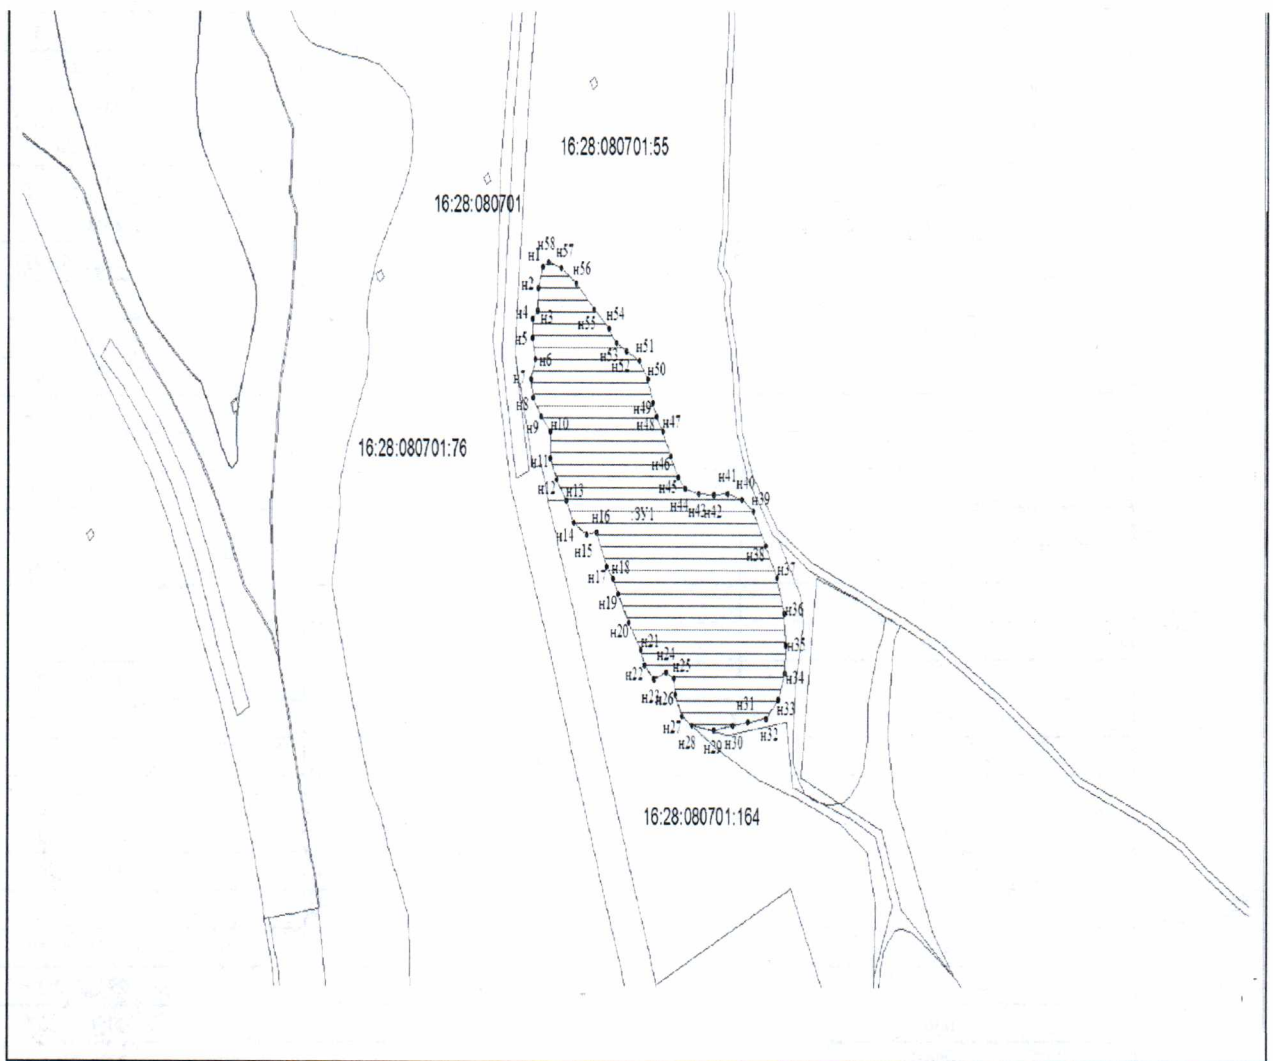 16:28:080701:55
16:28:080701
н58
н57
н1
н56
н2
н4
н3
н54
н55
н5
н53
н51
н52
н6
н7
н50
н8
н49
н9
н10
н48
н47
16:28:080701:76
н11
н46
н12
н45
н41
н13
н44
н43
н42
н40
н39
:ЗУ1
н16
н14
н15
н38
н17
н18
н37
н19
н36
н20
н21
н35
н24
н22
н25
н34
н23
н26
н33
н27
н31
н32
н28
н29
н30
16:28:080701:164